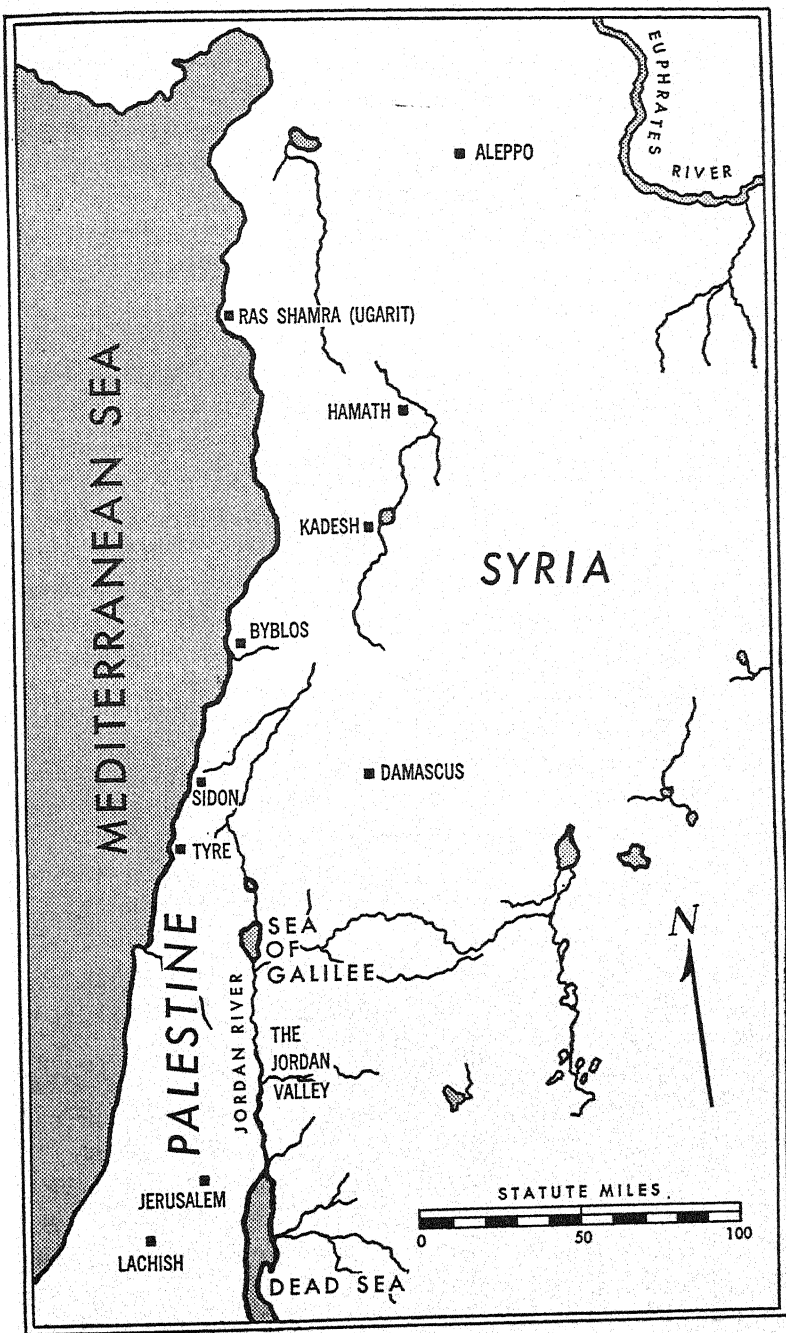 EUPHRATES
RIVER
ALEPPO
RAS SHAMRA (UGARIT)
MEDITERRANEAN SEA
HAMATH
KADESH
SYRIA
BYBLOS
DAMASCUS
SIDON
TYRE
PALESTINE
SEA
OF
GALILEE
N
JORDAN RIVER
THE
JORDAN
VALLEY
JERUSALEM
STATUTE MILES
0 50 100
LACHISH
DEAD SEA